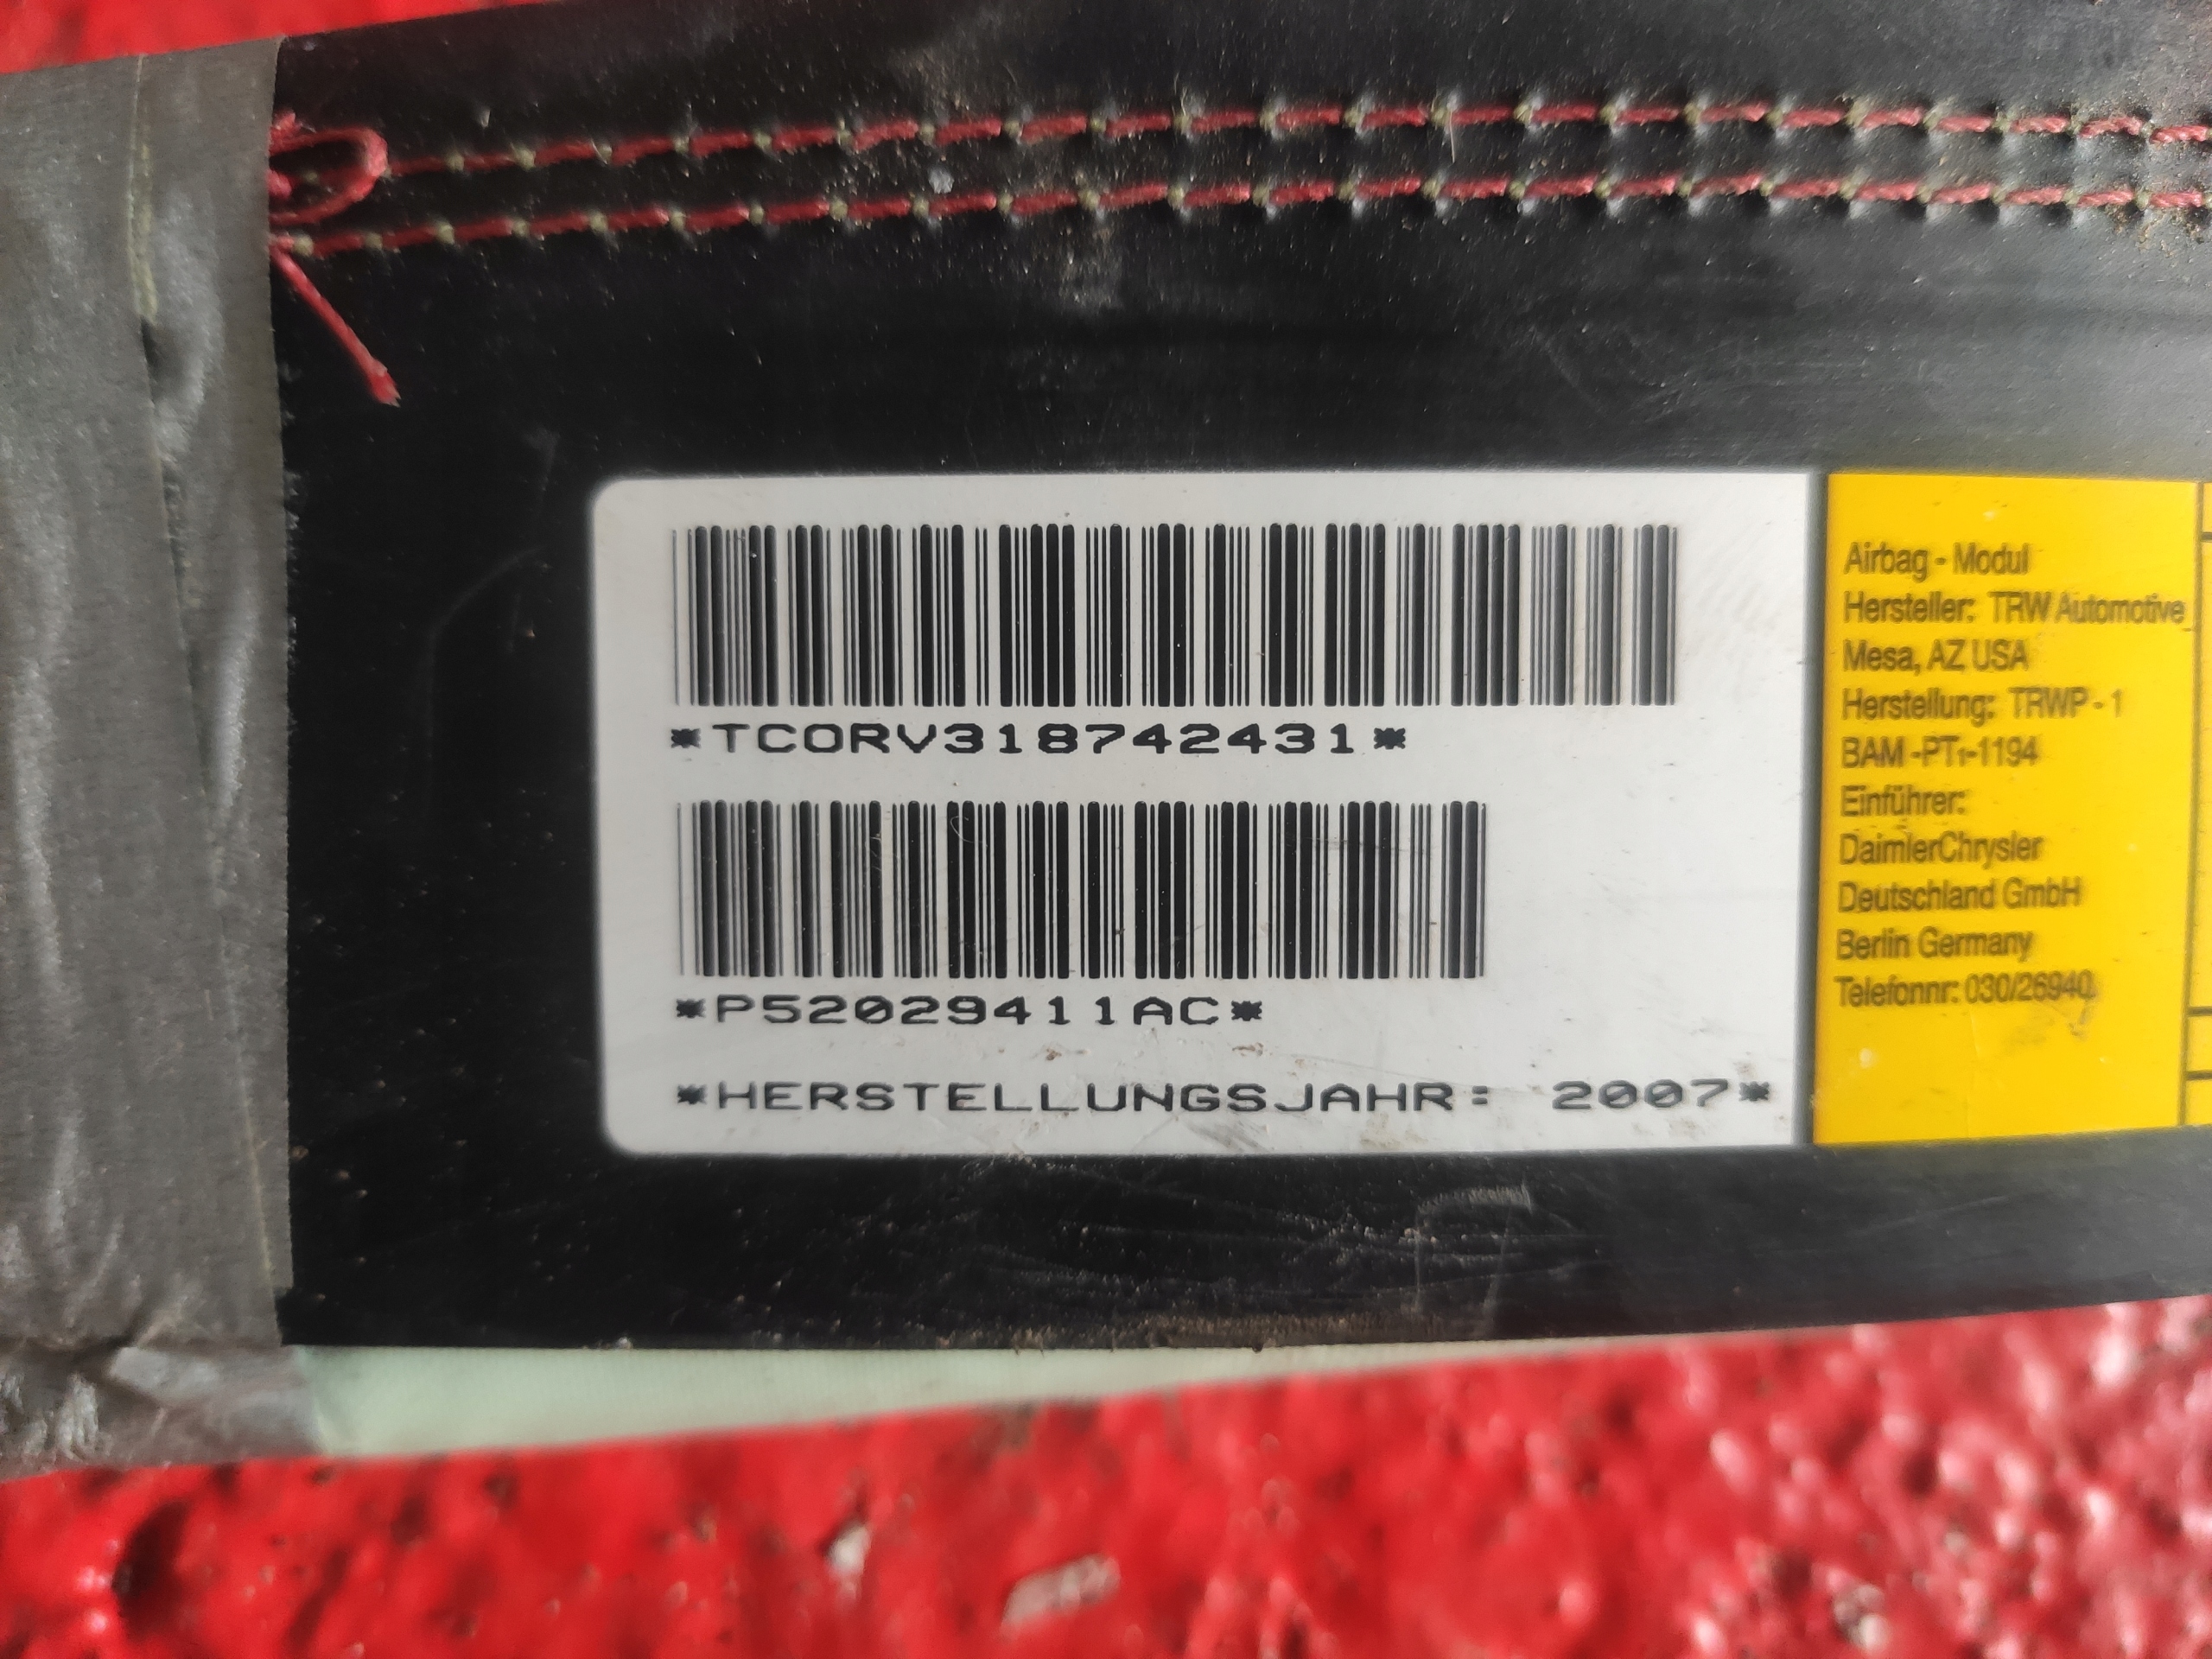 *TCORV318742431*
*P52029411AC*
*HERSTELLUNGSJAHR: 2007*
Airbag - Modul
Hersteller: TRW Automotive
Mesa, AZ USA
Herstellung: TRWP - 1
BAM -PT₁-1194
Einführer:
DaimlerChrysler
Deutschland GmbH
Berlin Germany
Telefonnr: 030/26940